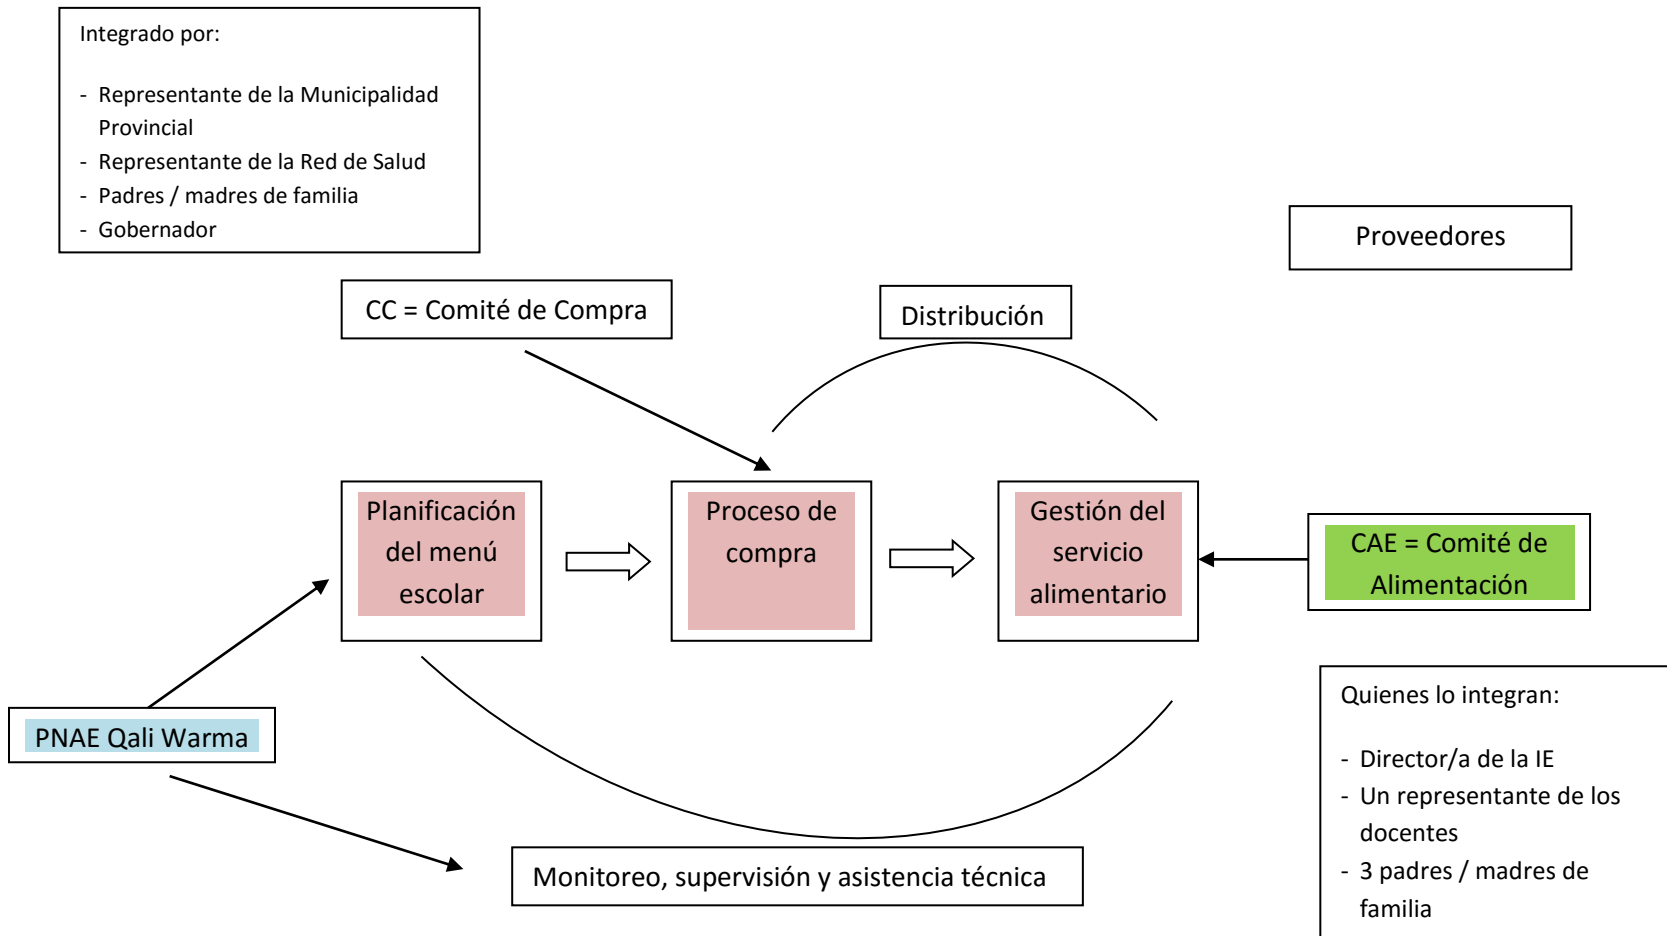 Integrado por:
- Representante de la Municipalidad
Provincial
- Representante de la Red de Salud
- Padres / madres de familia
- Gobernador
Proveedores
CC = Comité de Compra
Distribución
Planificación
del menú
escolar
Proceso de
compra
Gestión del
servicio
alimentario
CAE = Comité de
Alimentación
PNAE Qali Warma
Quienes lo integran:
- Director/a de la IE
- Un representante de los
docentes
- 3 padres / madres de
familia
Monitoreo, supervisión y asistencia técnica